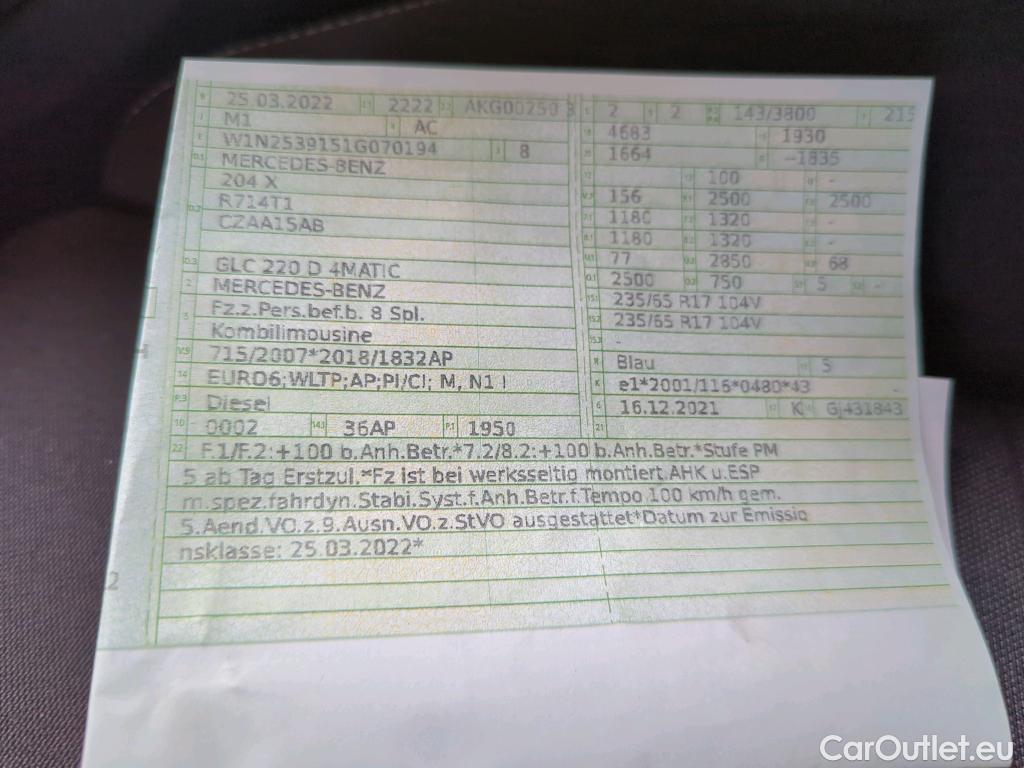 25.03.2022 2222 AKG00250 3
M1 AC
W1N2539151G070194 8
MERCEDES-BENZ
204 X
R714T1
CZAA15AB
GLC 220 D 4MATIC
MERCEDES-BENZ
Fz.z.Pers.bef.b. 8 Spl.
Kombilimousine
715/2007*2018/1832AP
EURO6;WLTP;AP;PI/CI; M, N1 I
Diesel
0002 36AP P.1 1950
2 2 143/3800 215
4683 1930
1664 -1835
100 -
156 2500 2500
1180 1320 -
1180 1320 -
77 2850 68
2500 750 5 -
235/65 R17 104V
235/65 R17 104V
-
Blau 5
e1*2001/116*0480*43 -
16.12.2021 K GJ431843
22 F.1/F.2:+100 b.Anh.Betr.*7.2/8.2:+100 b.Anh.Betr.*Stufe PM
5 ab Tag Erstzul.*Fz ist bei werksseitig montiert.AHK u.ESP
m.spez.fahrdyn.Stabi.Syst.f.Anh.Betr.f.Tempo 100 km/h gem.
5.Aend.VO.z.9.Ausn.VO.z.StVO ausgestattet*Datum zur Emissio
nsklasse: 25.03.2022*
2
CarOutlet.eu